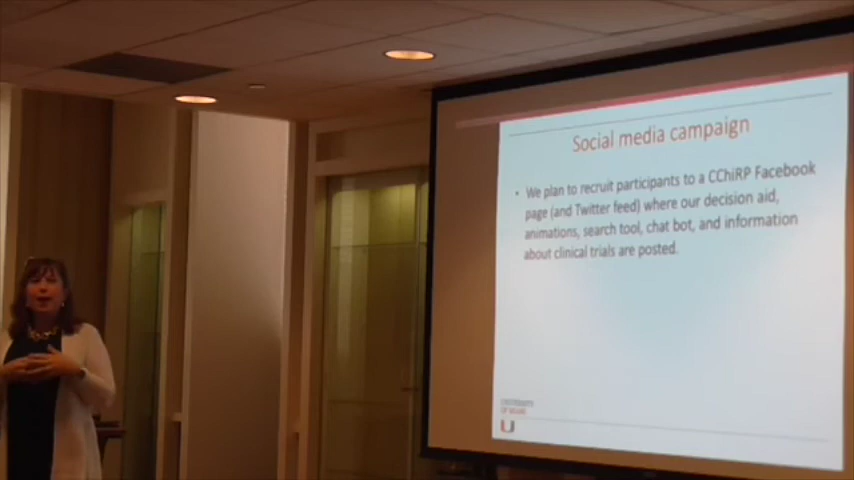 Social media campaign
• We plan to recruit participants to a CChiRP Facebook
page (and Twitter feed) where our decision aid,
animations, search tool, chat bot, and information
about clinical trials are posted.
UNIVERSITY
OF MIAMI